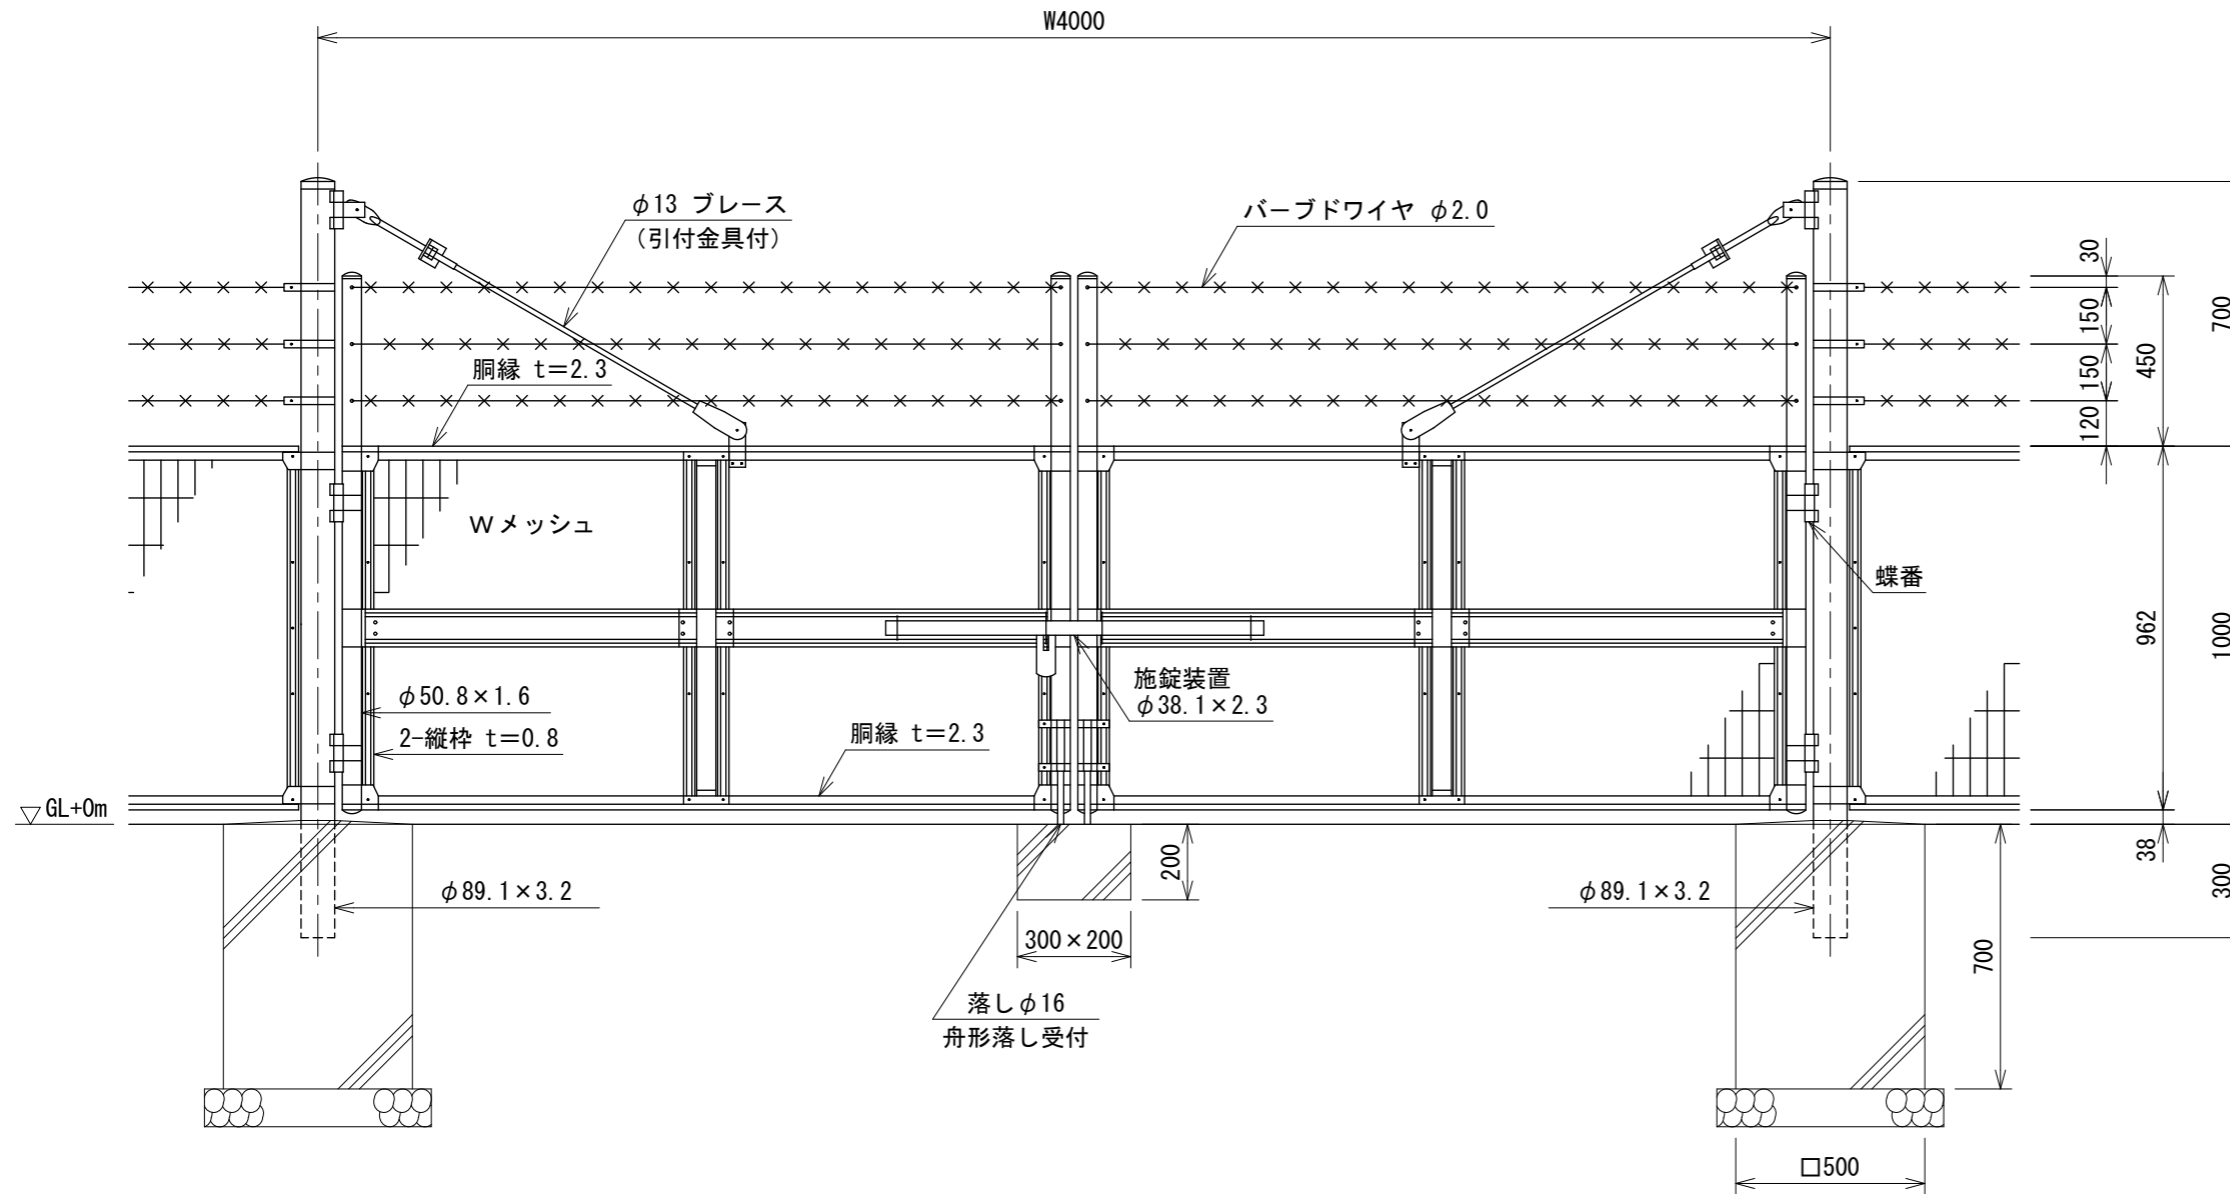 W4000
φ13 ブレース
（引付金具付）
バーブドワイヤ φ2.0
30
150
150
120
450
700
胴縁 t＝2.3
Wメッシュ
蝶番
962
1000
施錠装置
φ38.1×2.3
φ50.8×1.6
2-縦枠 t＝0.8
胴縁 t＝2.3
▽GL+0m
38
300
200
φ89.1×3.2
φ89.1×3.2
300×200
700
落しφ16
舟形落し受付
□500